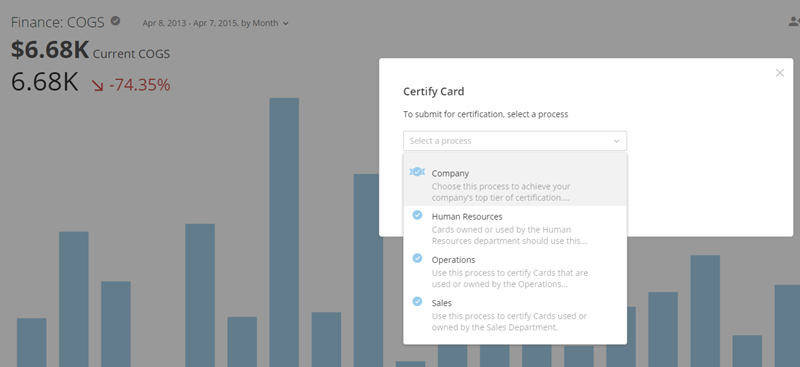 Finance: COGS
Apr 8, 2013 - Apr 7, 2015, by Month
$6.68K Current COGS
6.68K
-74.35%
Certify Card
To submit for certification, select a process
Select a process
Company
Choose this process to achieve your
company's top tier of certification....
Human Resources
Cards owned or used by the Human
Resources department should use this...
Operations
Use this process to certify Cards that are
used or owned by the Operations...
Sales
Use this process to certify Cards used or
owned by the Sales Department.